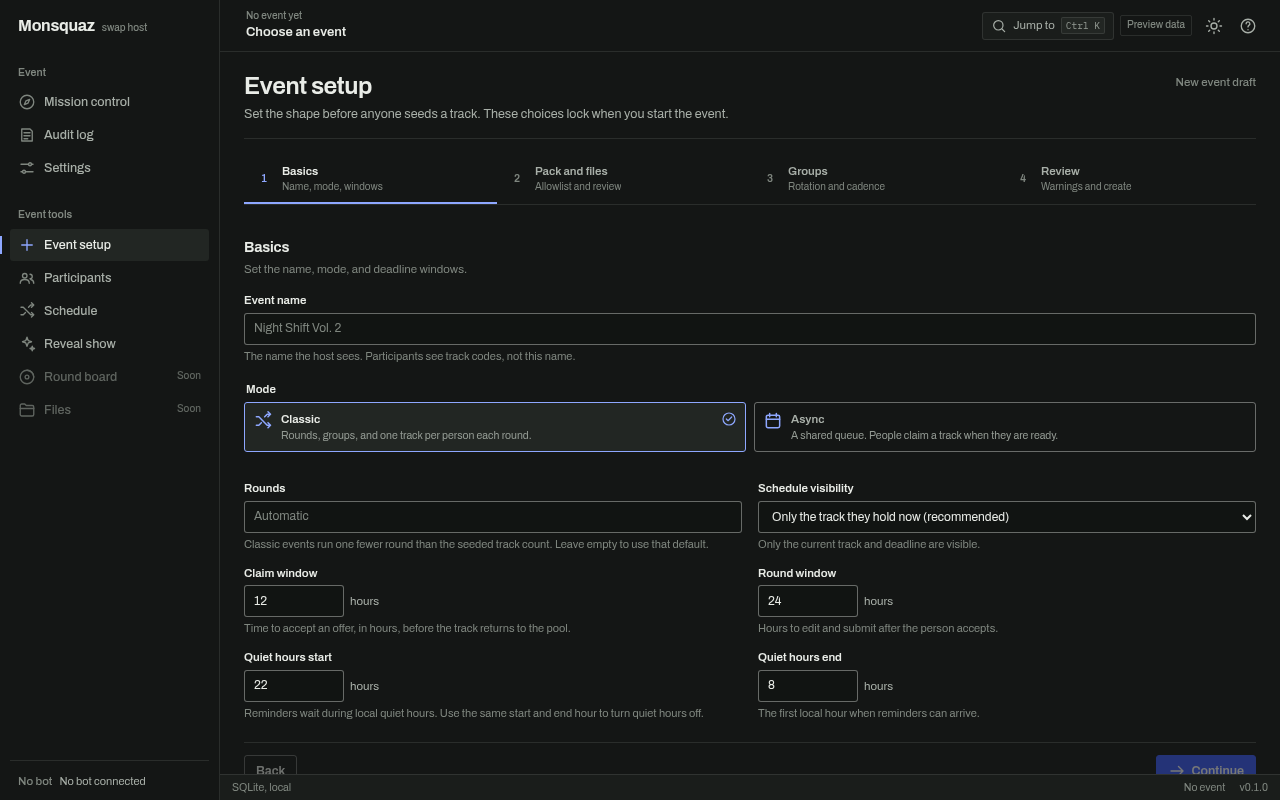 Monsquaz swap host
Event
Mission control
Audit log
Settings
Event tools
Event setup
Participants
Schedule
Reveal show
Round board Soon
Files Soon
No bot No bot connected
No event yet
Choose an event
Jump to Ctrl K
Preview data
Event setup
New event draft
Set the shape before anyone seeds a track. These choices lock when you start the event.
1 Basics
Name, mode, windows
2 Pack and files
Allowlist and review
3 Groups
Rotation and cadence
4 Review
Warnings and create
Basics
Set the name, mode, and deadline windows.
Event name
Night Shift Vol. 2
The name the host sees. Participants see track codes, not this name.
Mode
Classic
Rounds, groups, and one track per person each round.
Async
A shared queue. People claim a track when they are ready.
Rounds
Automatic
Classic events run one fewer round than the seeded track count. Leave empty to use that default.
Schedule visibility
Only the track they hold now (recommended)
Only the current track and deadline are visible.
Claim window
12 hours
Time to accept an offer, in hours, before the track returns to the pool.
Round window
24 hours
Hours to edit and submit after the person accepts.
Quiet hours start
22 hours
Reminders wait during local quiet hours. Use the same start and end hour to turn quiet hours off.
Quiet hours end
8 hours
The first local hour when reminders can arrive.
Back
Continue
SQLite, local
No event v0.1.0